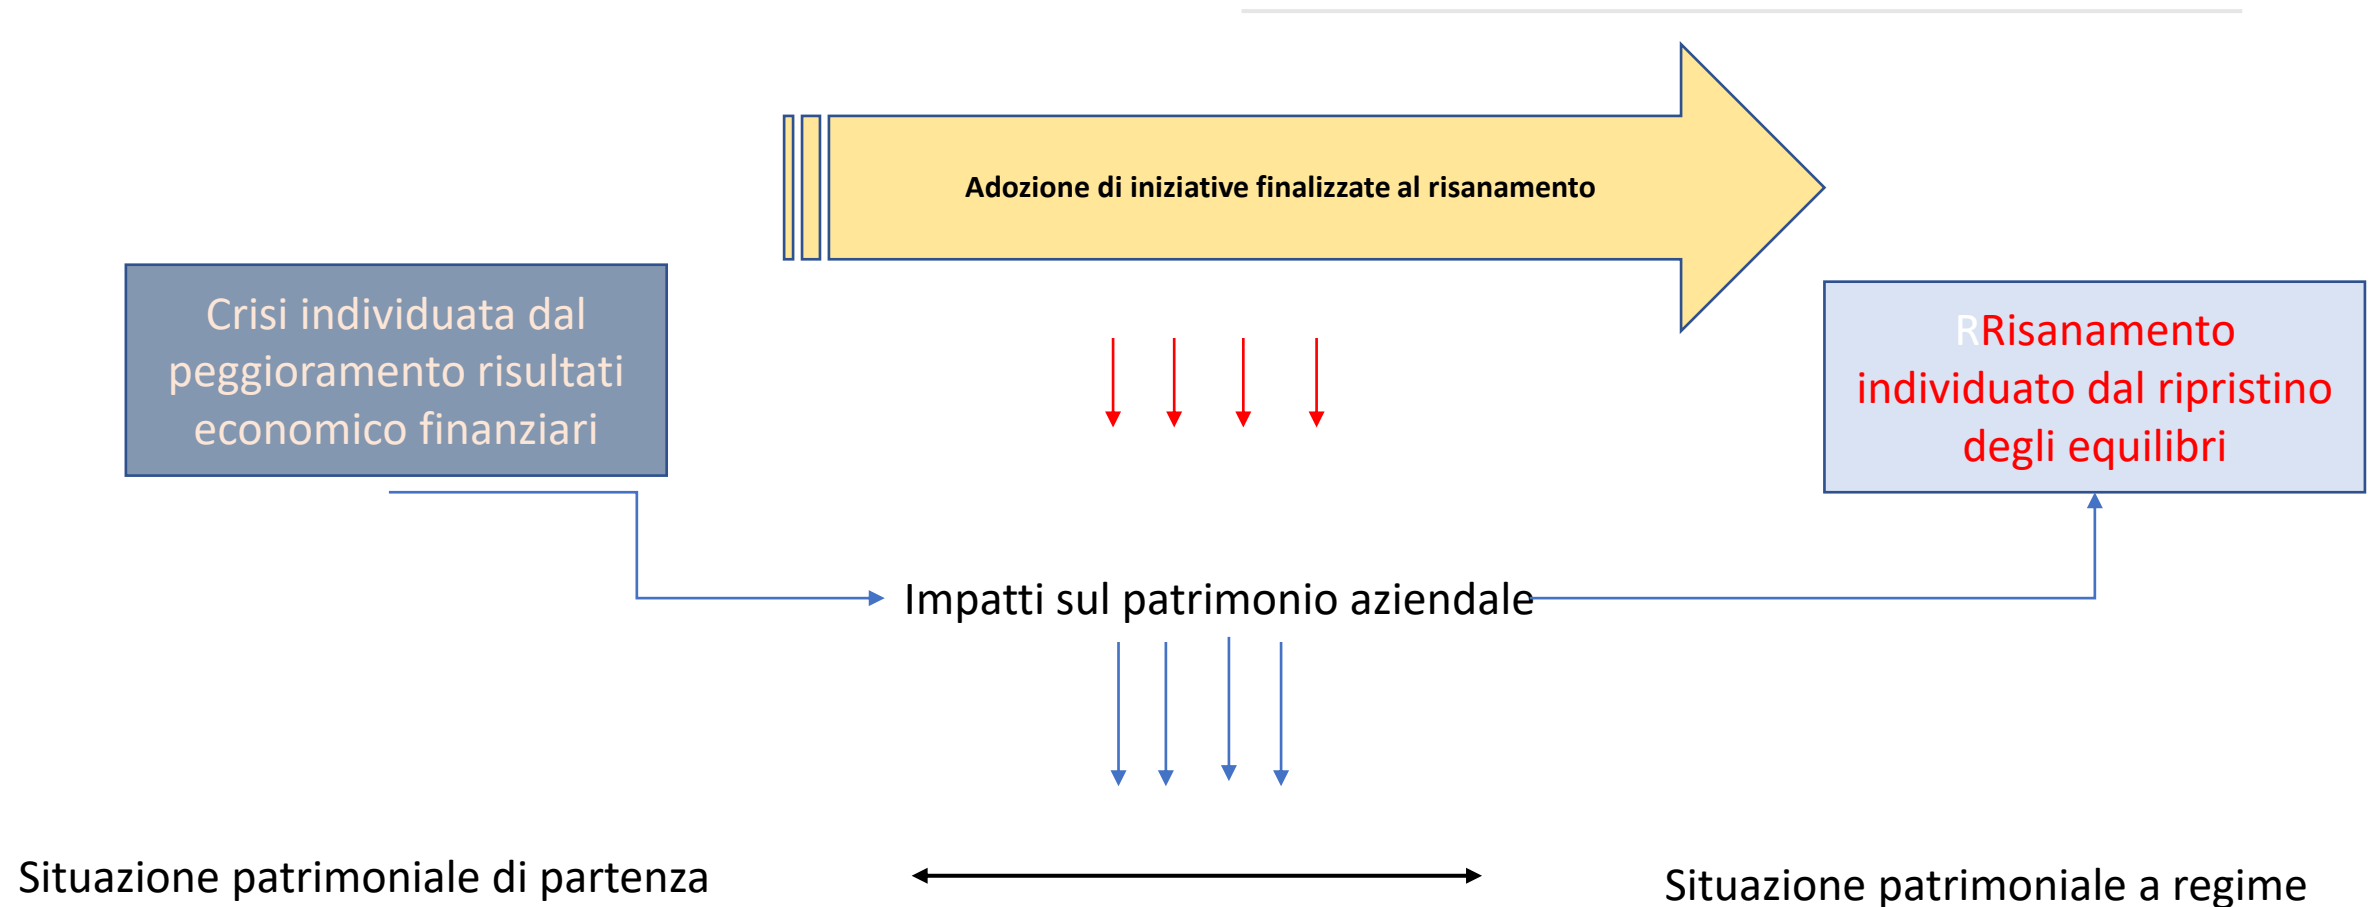 Adozione di iniziative finalizzate al risanamento
Crisi individuata dal
peggioramento risultati
economico finanziari
RRisanamento
individuato dal ripristino
degli equilibri
Impatti sul patrimonio aziendale
Situazione patrimoniale di partenza
Situazione patrimoniale a regime